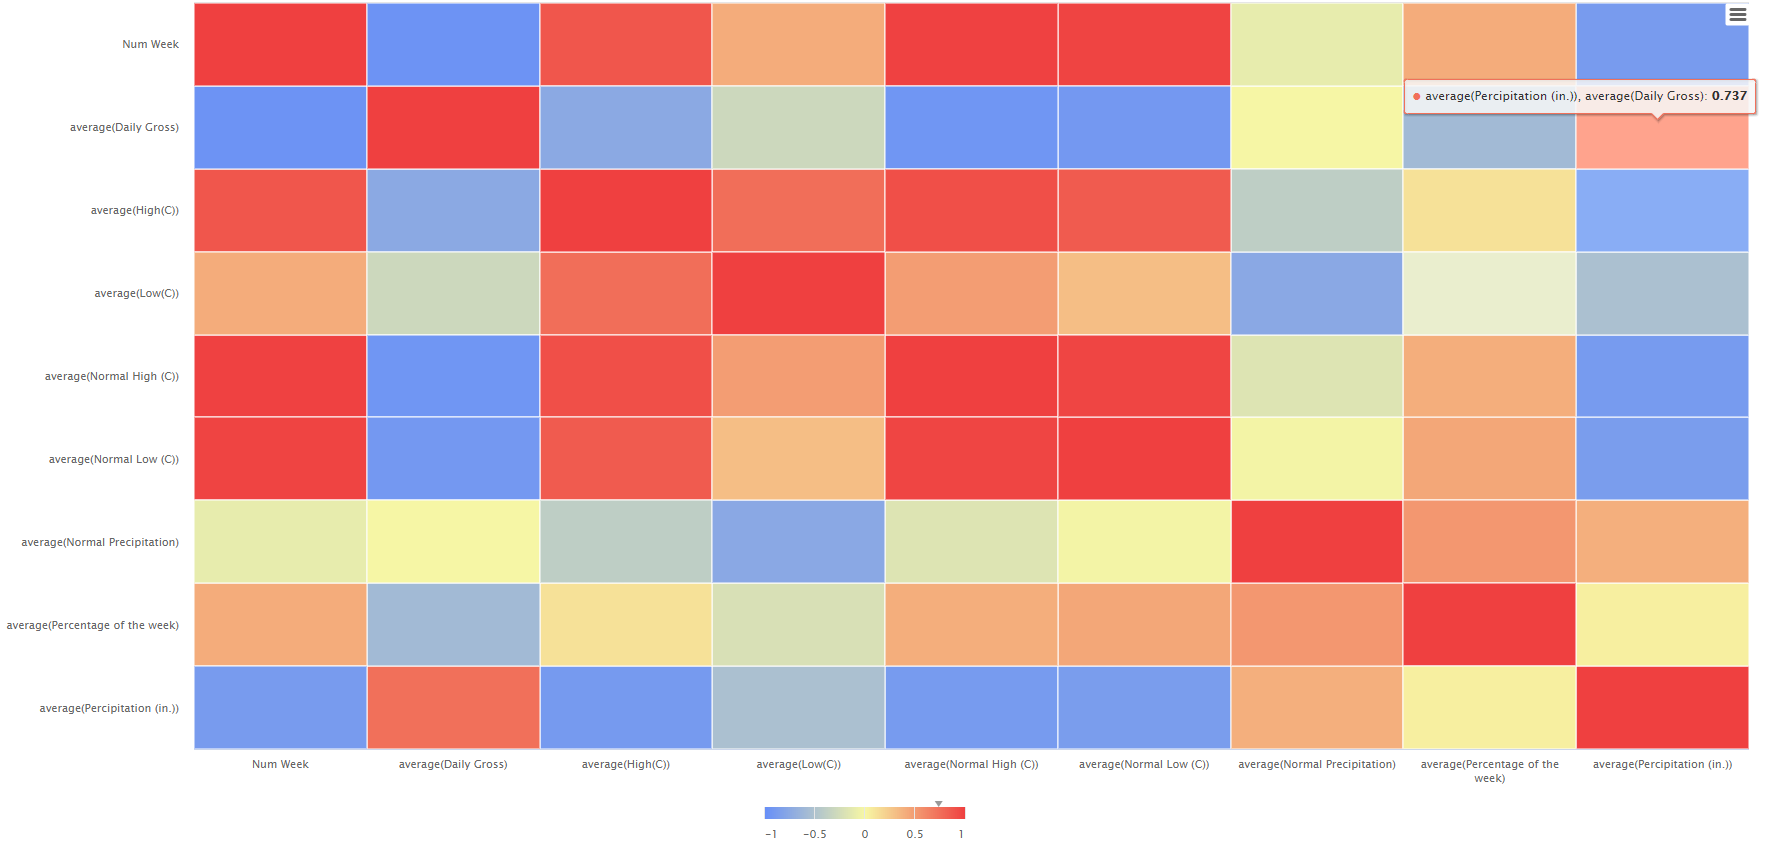 Num Week
average(Percipitation (in.)), average(Daily Gross): 0.737
average(Daily Gross)
average(High(C))
average(Low(C))
average(Normal High (C))
average(Normal Low (C))
average(Normal Precipitation)
average(Percentage of the week)
average(Percipitation (in.))
Num Week
average(Daily Gross)
average(High(C))
average(Low(C))
average(Normal High (C))
average(Normal Low (C))
average(Normal Precipitation)
average(Percentage of the
week)
average(Percipitation (in.))
-1
-0.5
0
0.5
1